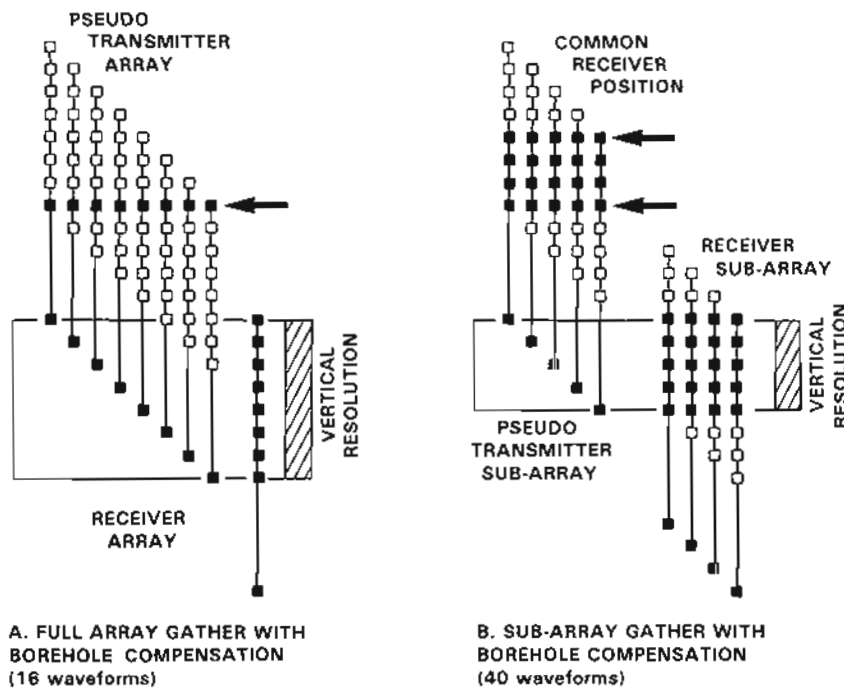 PSEUDO
TRANSMITTER
ARRAY
VERTICAL
RESOLUTION
RECEIVER
ARRAY
A. FULL ARRAY GATHER WITH
BOREHOLE COMPENSATION
(16 waveforms)
COMMON
RECEIVER
POSITION
RECEIVER
SUB-ARRAY
VERTICAL
RESOLUTION
PSEUDO
TRANSMITTER
SUB-ARRAY
B. SUB-ARRAY GATHER WITH
BOREHOLE COMPENSATION
(40 waveforms)